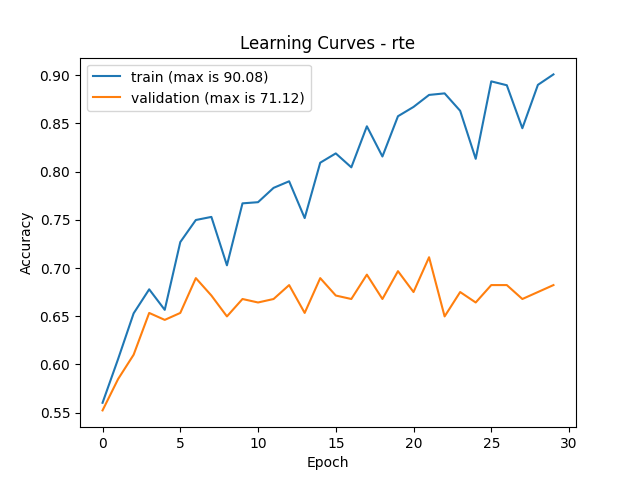 Learning Curves - rte
train (max is 90.08)
validation (max is 71.12)
Accuracy
0.90
0.85
0.80
0.75
0.70
0.65
0.60
0.55
0 5 10 15 20 25 30
Epoch